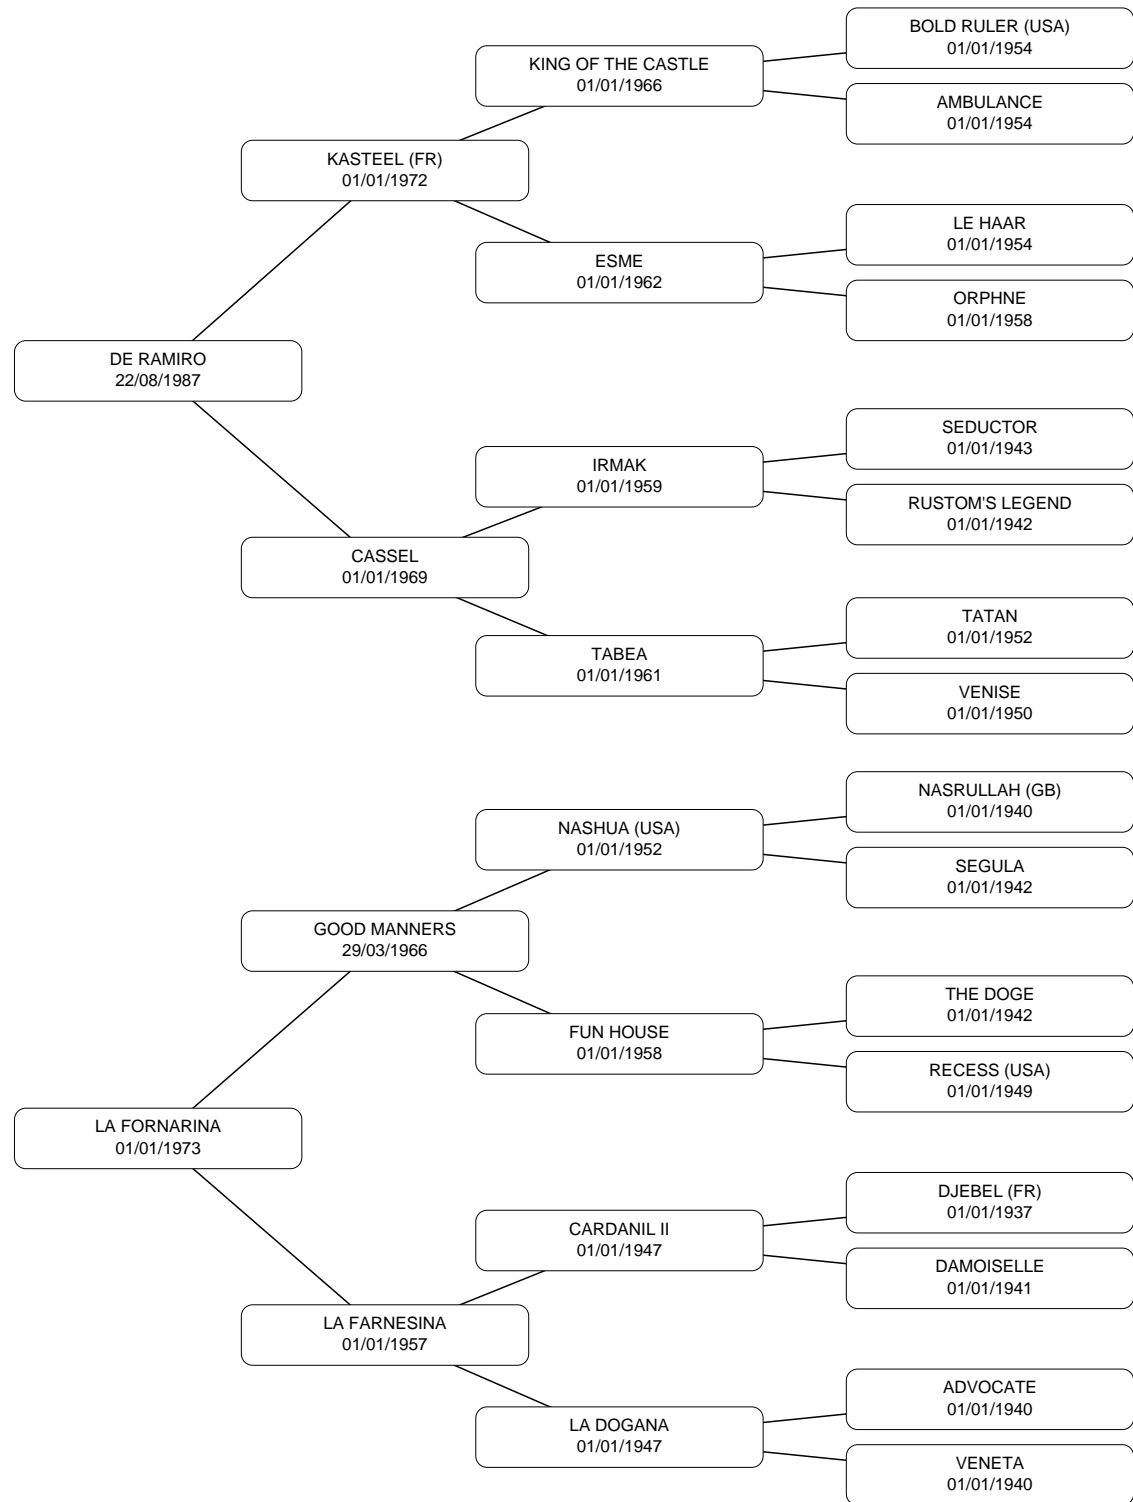 BOLD RULER (USA)
01/01/1954
KING OF THE CASTLE
01/01/1966
AMBULANCE
01/01/1954
KASTEEL (FR)
01/01/1972
LE HAAR
01/01/1954
ESME
01/01/1962
ORPHNE
01/01/1958
DE RAMIRO
22/08/1987
SEDUCTOR
01/01/1943
IRMAK
01/01/1959
RUSTOM'S LEGEND
01/01/1942
CASSEL
01/01/1969
TATAN
01/01/1952
TABEA
01/01/1961
VENISE
01/01/1950
NASRULLAH (GB)
01/01/1940
NASHUA (USA)
01/01/1952
SEGULA
01/01/1942
GOOD MANNERS
29/03/1966
THE DOGE
01/01/1942
FUN HOUSE
01/01/1958
RECESS (USA)
01/01/1949
LA FORNARINA
01/01/1973
DJEBEL (FR)
01/01/1937
CARDANIL II
01/01/1947
DAMOISELLE
01/01/1941
LA FARNESINA
01/01/1957
ADVOCATE
01/01/1940
LA DOGANA
01/01/1947
VENETA
01/01/1940